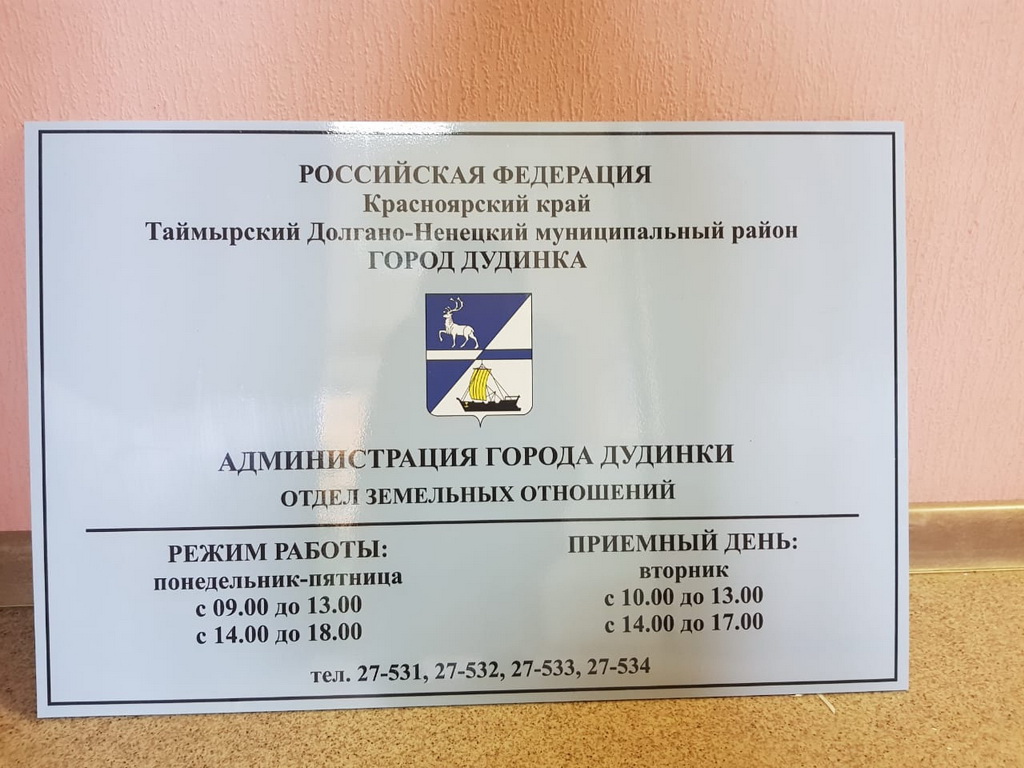 РОССИЙСКАЯ ФЕДЕРАЦИЯ
Красноярский край
Таймырский Долгано-Ненецкий муниципальный район
ГОРОД ДУДИНКА
АДМИНИСТРАЦИЯ ГОРОДА ДУДИНКИ
ОТДЕЛ ЗЕМЕЛЬНЫХ ОТНОШЕНИЙ
РЕЖИМ РАБОТЫ:
понедельник-пятница
с 09.00 до 13.00
с 14.00 до 18.00
ПРИЕМНЫЙ ДЕНЬ:
вторник
с 10.00 до 13.00
с 14.00 до 17.00
тел. 27-531, 27-532, 27-533, 27-534